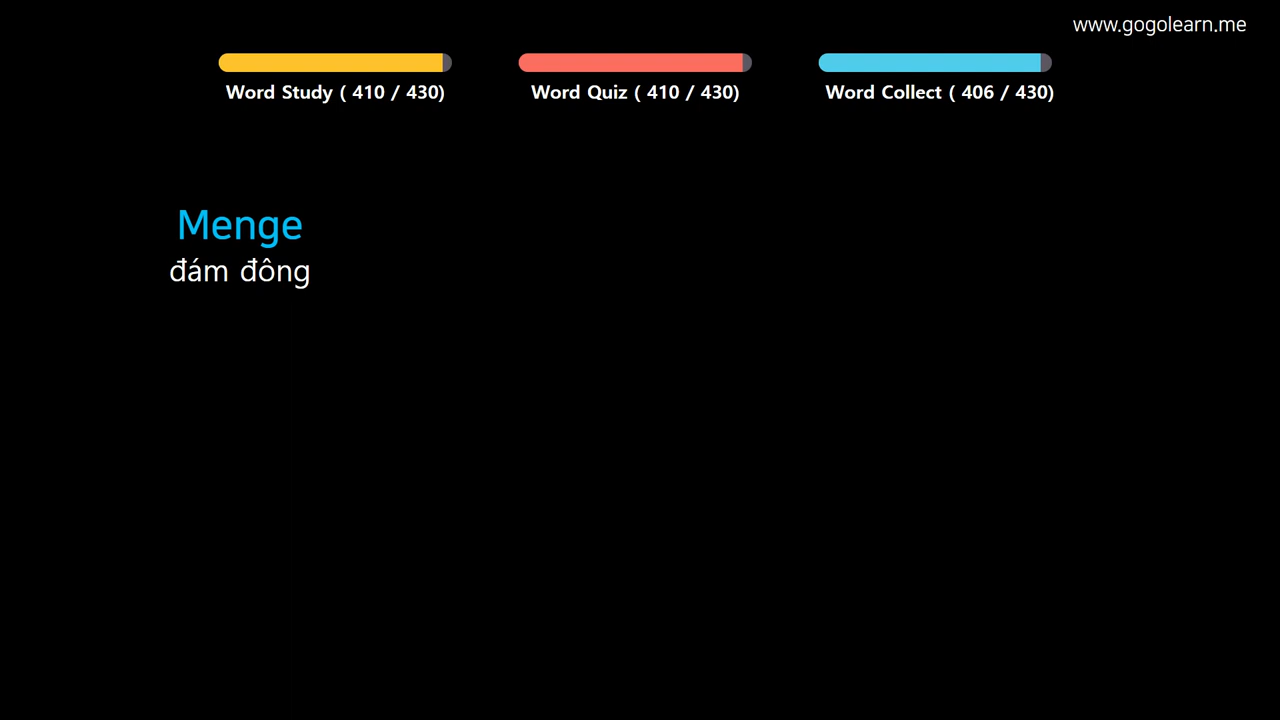 www.gogolearn.me
Word Study ( 410 / 430)
Word Quiz ( 410 / 430)
Word Collect ( 406 / 430)
Menge
đám đông